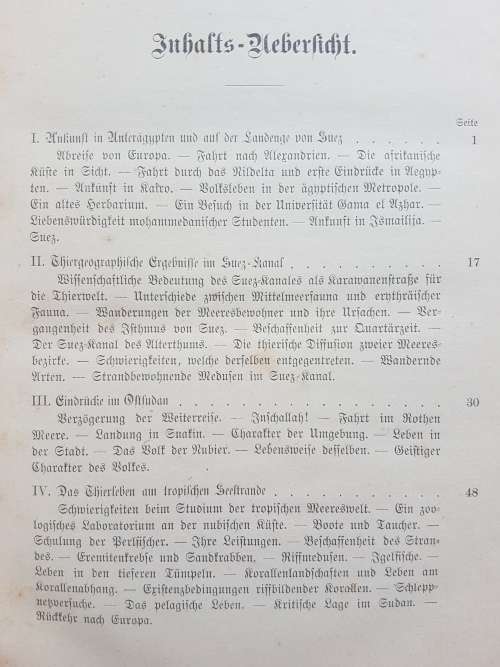 Inhalts-Uebersicht.
Seite
I. Ankunft in Unterägypten und auf der Landenge von Suez . . . . . . 1
Abreise von Europa. — Fahrt nach Alexandrien. — Die afrikanische
Küste in Sicht. — Fahrt durch das Nildelta und erste Eindrücke in Aegyp-
ten. — Ankunft in Kairo. — Volksleben in der ägyptischen Metropole. —
Ein altes Herbarium. — Ein Besuch in der Universität Gama el Azhar. —
Liebenswürdigkeit mohammedanischer Studenten. — Ankunft in Ismailija. —
Suez.
II. Thiergeographische Ergebnisse im Suez-Kanal . . . . . . . . . . 17
Wissenschaftliche Bedeutung des Suez-Kanales als Karawanenstraße für
die Thierwelt. — Unterschiede zwischen Mittelmeerfauna und erythräischer
Fauna. — Wanderungen der Meeresbewohner und ihre Ursachen. — Ver-
gangenheit des Isthmus von Suez. — Beschaffenheit zur Quartärzeit. —
Der Suez-Kanal des Alterthums. — Die thierische Diffusion zweier Meeres-
bezirke. — Schwierigkeiten, welche derselben entgegentreten. — Wandernde
Arten. — Strandbewohnende Medusen im Suez-Kanal.
III. Eindrücke im Ostsudan . . . . . . . . . . . . . . . . . . . 30
Verzögerung der Weiterreise. — Inschallah! — Fahrt im Rothen
Meere. — Landung in Suakin. — Charakter der Umgebung. — Leben in
der Stadt. — Das Volk der Nubier. — Lebensweise desselben. — Geistiger
Charakter des Volkes.
IV. Das Thierleben am tropischen Seestrande . . . . . . . . . . . . 48
Schwierigkeiten beim Studium der tropischen Meereswelt. — Ein zoo-
logisches Laboratorium an der nubischen Küste. — Boote und Taucher. —
Schulung der Perlfischer. — Ihre Leistungen. — Beschaffenheit des Stran-
des. — Eremitenkrebse und Sandkrabben. — Riffmedusen. — Igelfische. —
Leben in den tieferen Tümpeln. — Korallenlandschaften und Leben am
Korallenabhang. — Existenzbedingungen riffbildender Korallen. — Schlepp-
netzversuche. — Das pelagische Leben. — Kritische Lage im Sudan. —
Rückkehr nach Europa.